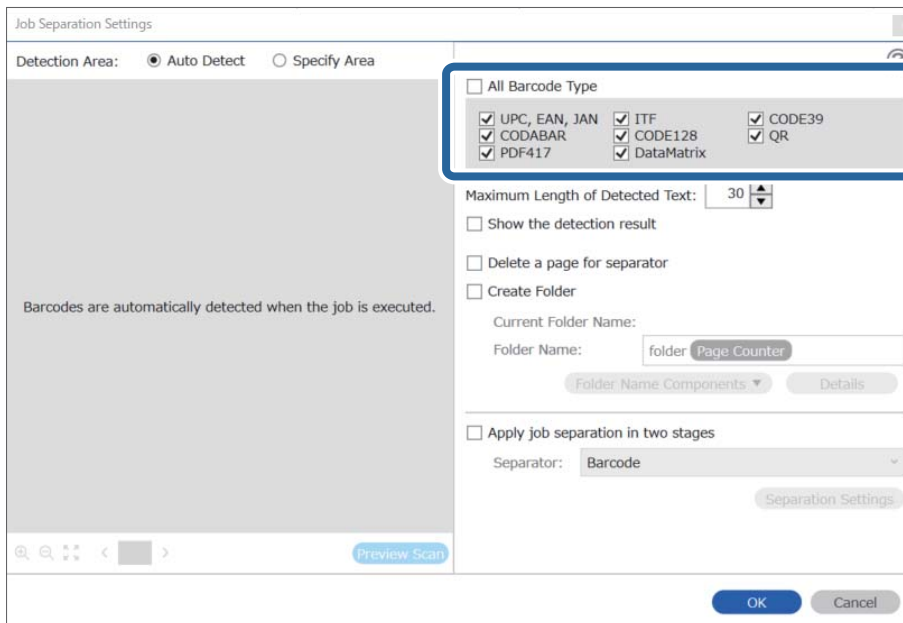 Job Separation Settings
Detection Area: Auto Detect Specify Area
All Barcode Type
UPC, EAN, JAN ITF CODE39
CODABAR CODE128 QR
PDF417 DataMatrix
Maximum Length of Detected Text: 30
Show the detection result
Delete a page for separator
Create Folder
Current Folder Name:
Folder Name: folder Page Counter
Folder Name Components Details
Apply job separation in two stages
Separator: Barcode
Separation Settings
Barcodes are automatically detected when the job is executed.
Preview Scan
OK Cancel